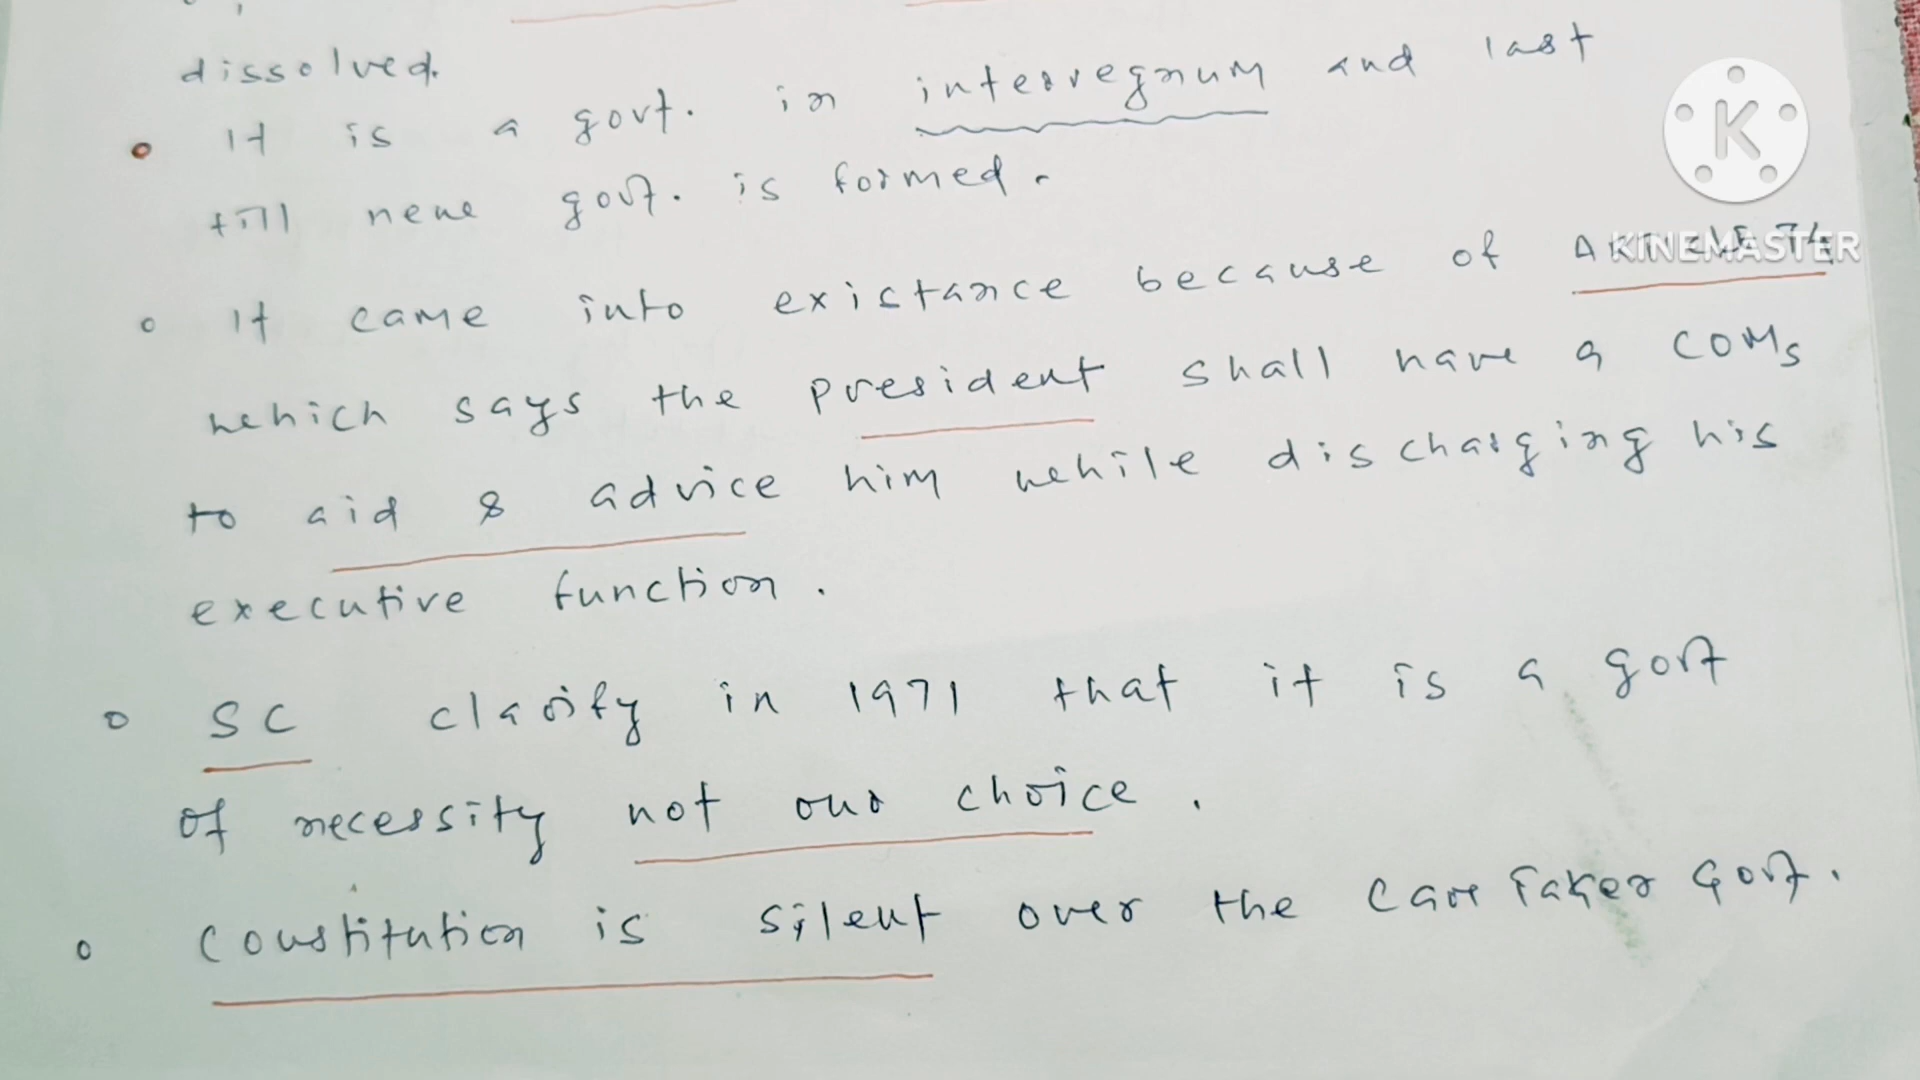 dissolved.
It is a govt. in interregnum and last
till new govt. is formed.
It came into existance because of ARTICLE 74
which says the president shall have a COMs
to aid & advice him while discharging his
executive function.
SC clarify in 1971 that it is a govt
of necessity not our choice.
Constitution is silent over the Care Taker Govt.
K
KINEMASTER